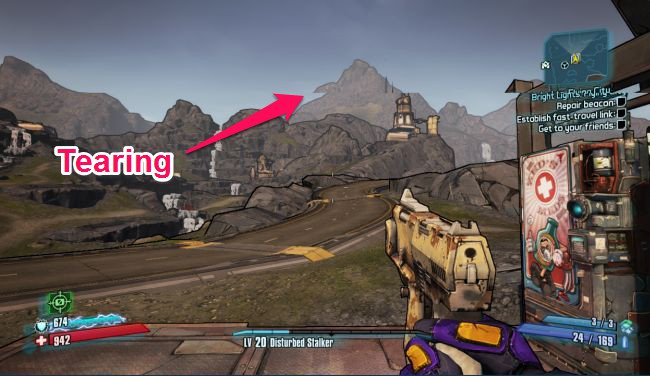 Bright Lights, Flying City
Repair beacon:
Establish fast-travel link:
Get to your friends:
Tearing
674
942
LV 20 Disturbed Stalker
3 / 3
24 / 169